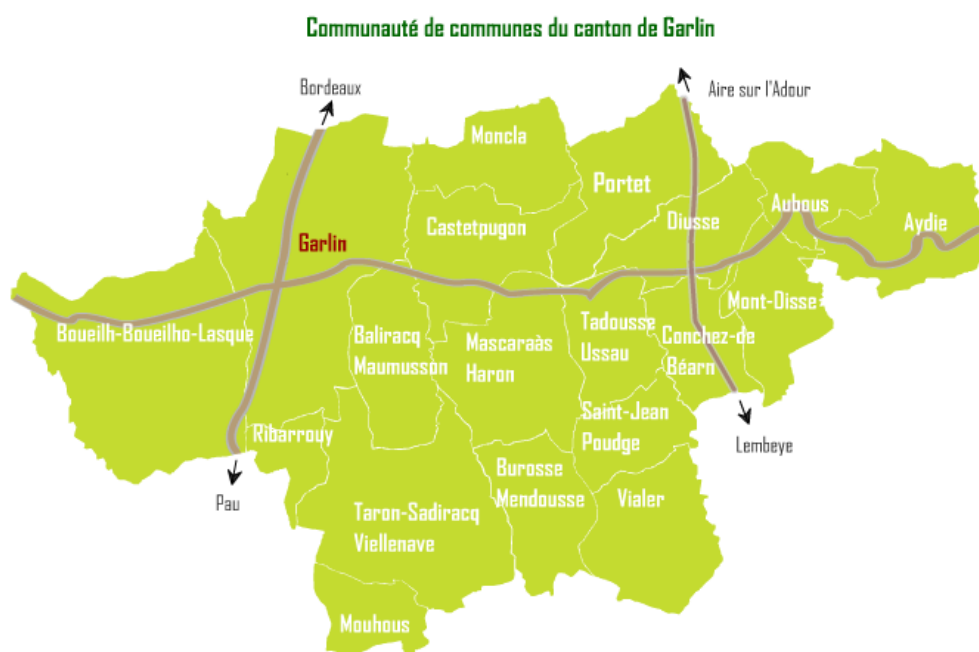 Communauté de communes du canton de Garlin
Bordeaux
Aire sur l'Adour
Moncla
Portet
Castetpugon
Diusse
Aubous
Aydie
Garlin
Mont-Disse
Boueilh-Boueilho-Lasque
Baliracq
Maumusson
Mascaraàs
Haron
Tadousse
Ussau
Conchez-de
Béarn
Ribarrouy
Saint-Jean
Poudge
Lembeye
Pau
Burosse
Mendousse
Vialer
Taron-Sadiracq
Viellenave
Mouhous